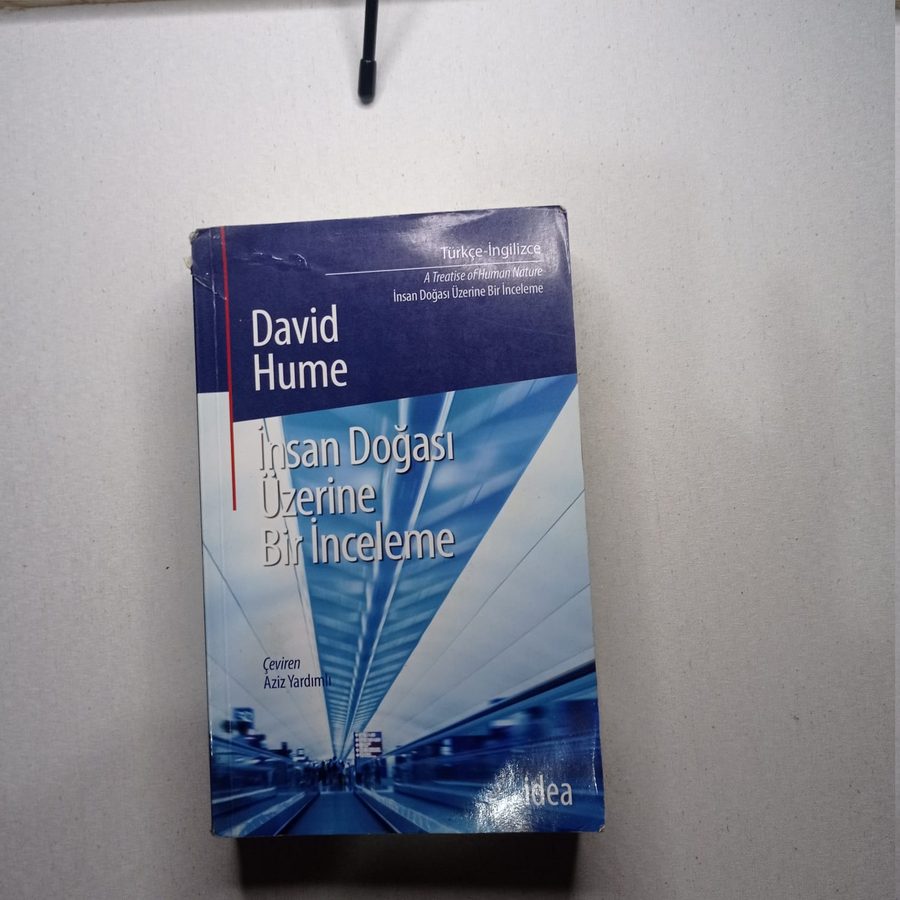 Türkçe-İngilizce
A Treatise of Human Nature
İnsan Doğası Üzerine Bir İnceleme
David
Hume
İnsan Doğası
Üzerine
Bir İnceleme
Çeviren
Aziz Yardımlı
idea